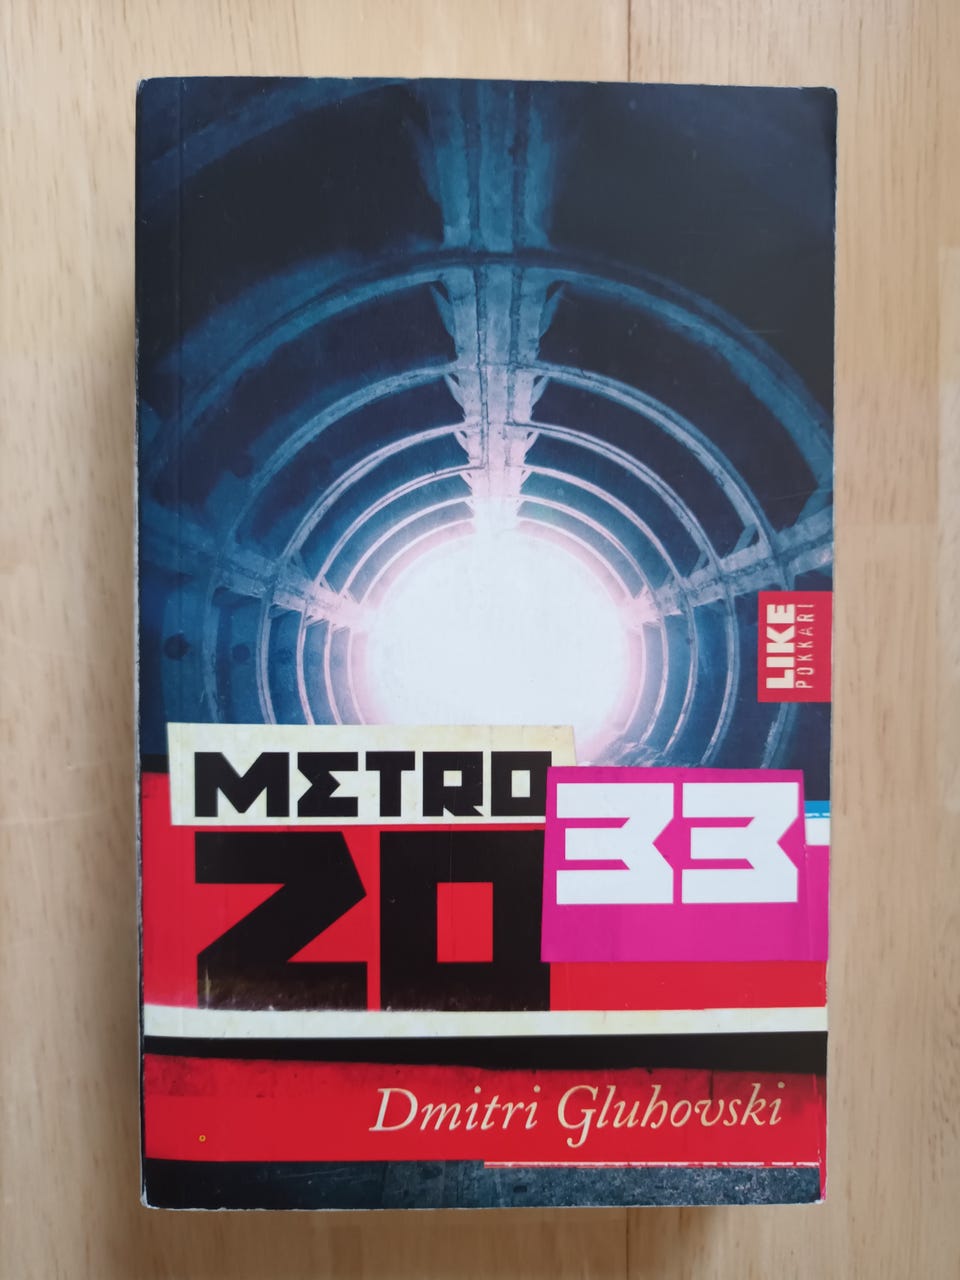 LIKE
POKKARI
METRO
2033
Dmitri Gluhovski